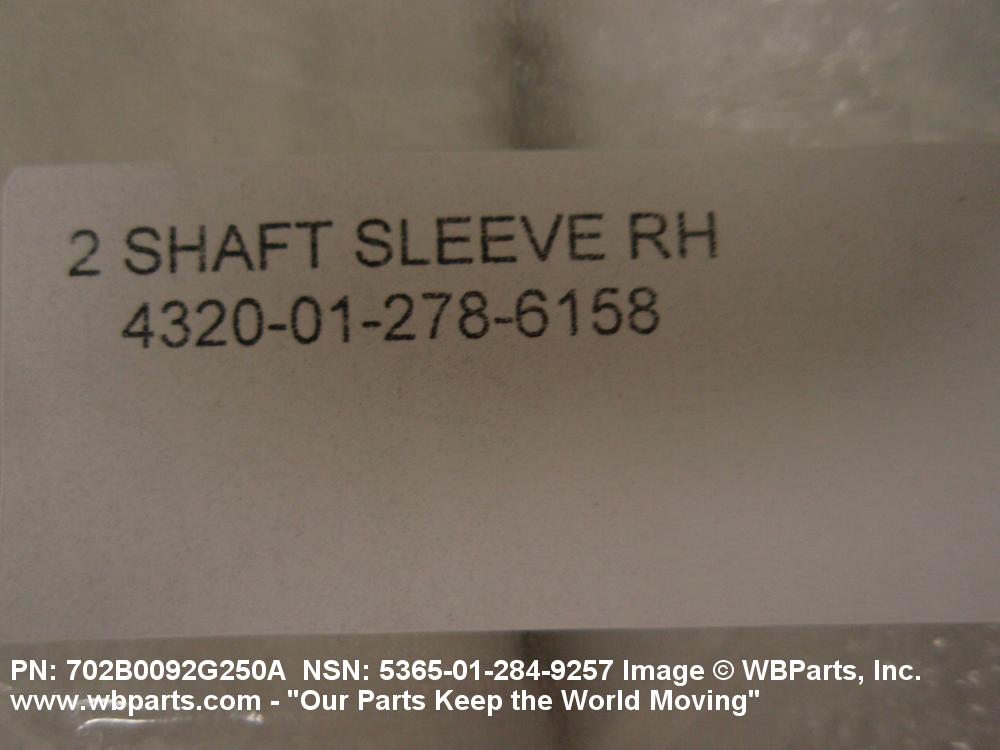 2 SHAFT SLEEVE RH
4320-01-278-6158
PN: 702B0092G250A NSN: 5365-01-284-9257 Image © WBParts, Inc.
www.wbparts.com - "Our Parts Keep the World Moving"